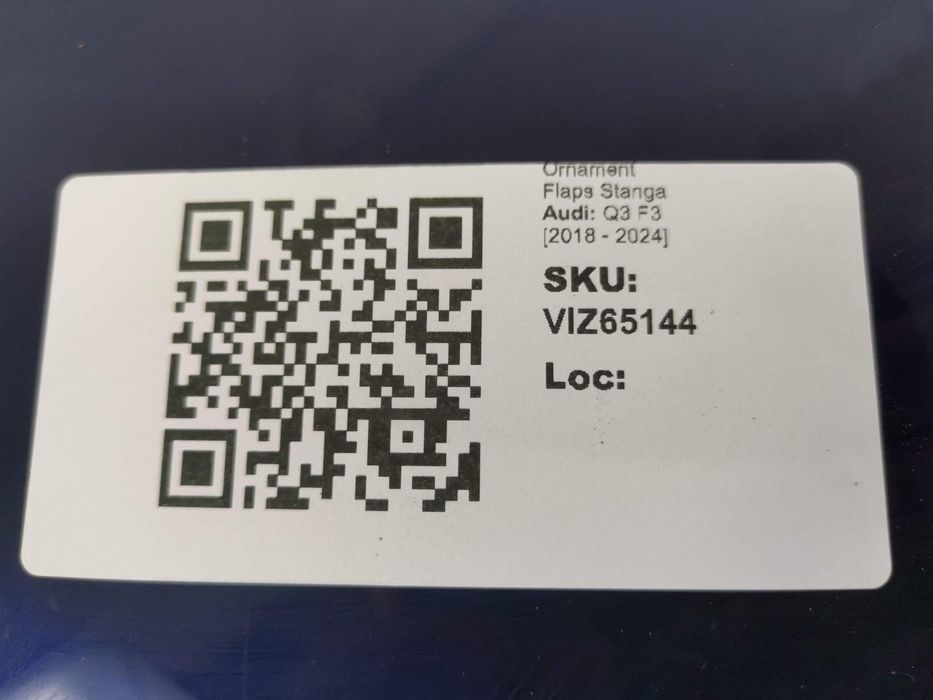 Ornament
Flaps Stanga
Audi: Q3 F3
[2018 - 2024]
SKU:
VIZ65144
Loc: